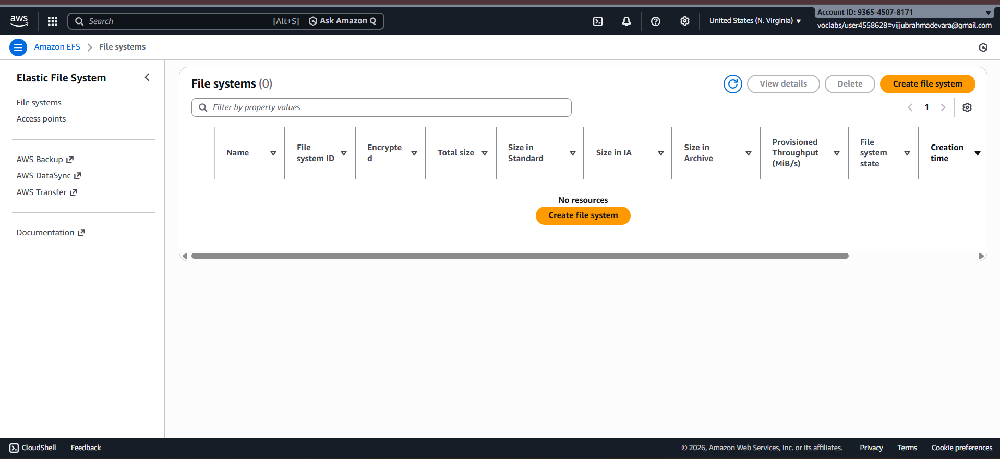 aws
Search [Alt+S] Ask Amazon Q
United States (N. Virginia)
Account ID: 9365-4507-8171
voclabs/user4558628=vijjubrahmadevara@gmail.com
Amazon EFS
File systems
Elastic File System
File systems
Access points
AWS Backup
AWS DataSync
AWS Transfer
Documentation
File systems (0)
View details
Delete
Create file system
Filter by property values
1
Name
File
system ID
Encrypte
d
Total size
Size in
Standard
Size in IA
Size in
Archive
Provisioned
Throughput
(MiB/s)
File
system
state
Creation
time
No resources
Create file system
CloudShell
Feedback
© 2026, Amazon Web Services, Inc. or its affiliates.
Privacy
Terms
Cookie preferences